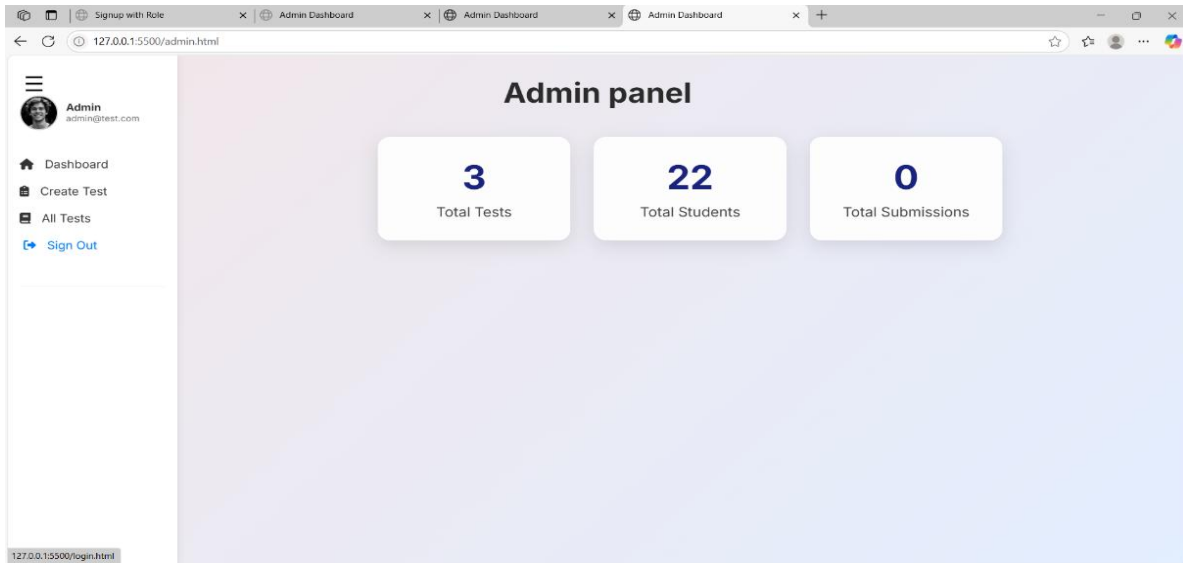 Signup with Role
Admin Dashboard
Admin Dashboard
Admin Dashboard
127.0.0.1:5500/admin.html
Admin
admin@test.com
Dashboard
Create Test
All Tests
Sign Out
Admin panel
3
Total Tests
22
Total Students
0
Total Submissions
127.0.0.1:5500/login.html